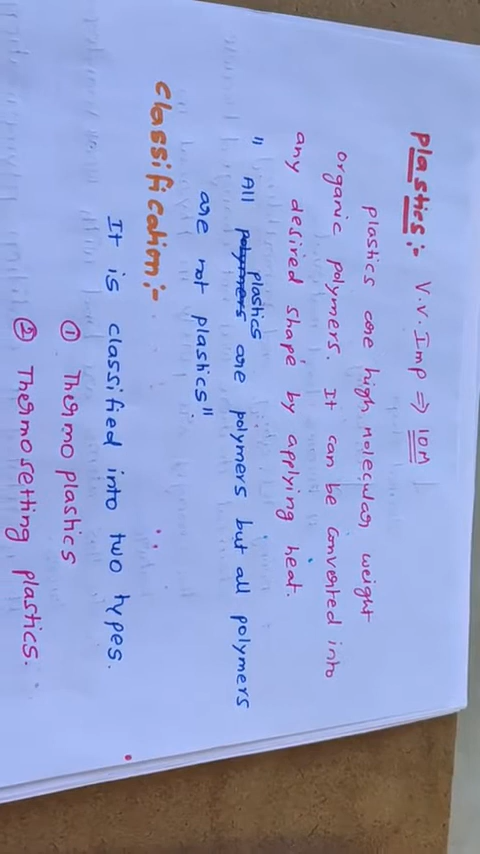 Plastics:- V.V.Imp ⇒ 10M
plastics are high molecular weight
organic polymers. It can be converted into
any desired shape by applying heat.
" All plastics are polymers but all polymers
are not plastics".
classification:-
It is classified into two types.
① Thermoplastics
② Thermosetting plastics.